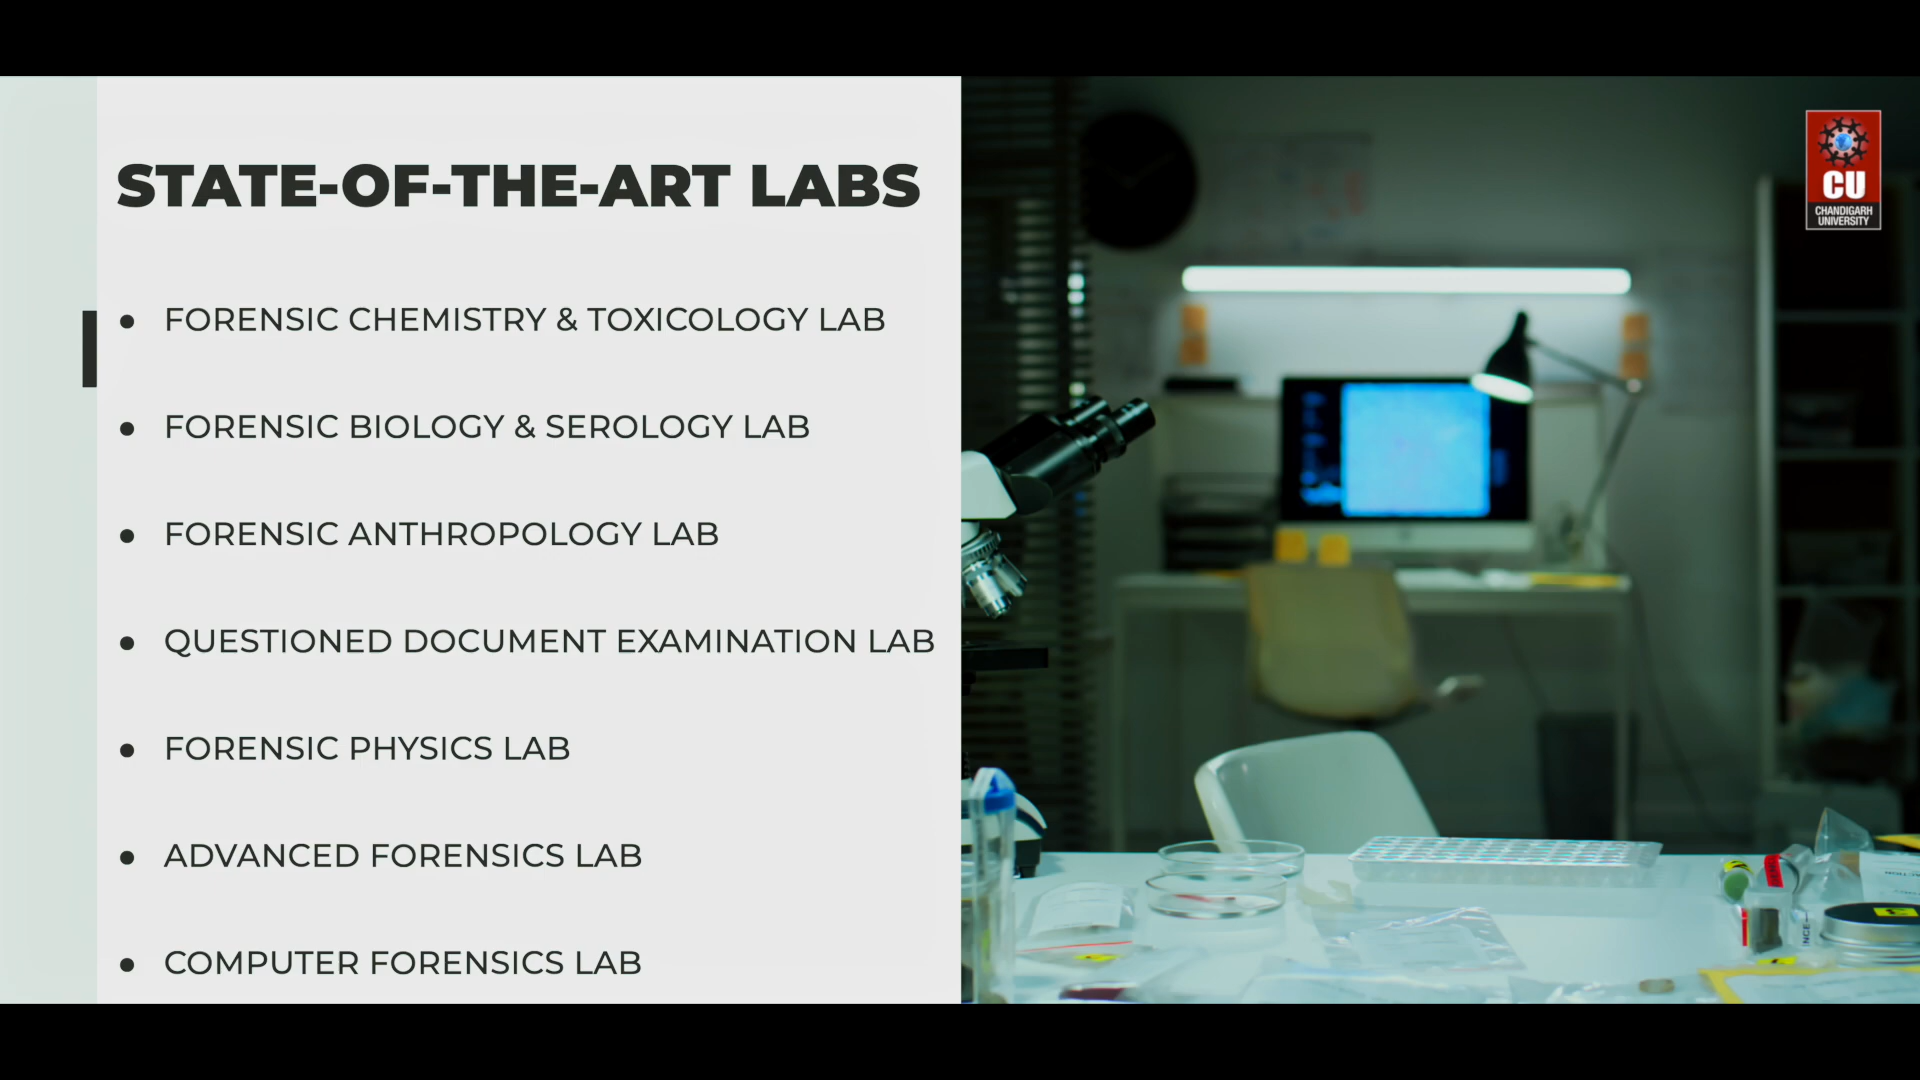 STATE-OF-THE-ART LABS
● FORENSIC CHEMISTRY & TOXICOLOGY LAB
● FORENSIC BIOLOGY & SEROLOGY LAB
● FORENSIC ANTHROPOLOGY LAB
● QUESTIONED DOCUMENT EXAMINATION LAB
● FORENSIC PHYSICS LAB
● ADVANCED FORENSICS LAB
● COMPUTER FORENSICS LAB
CU
CHANDIGARH
UNIVERSITY